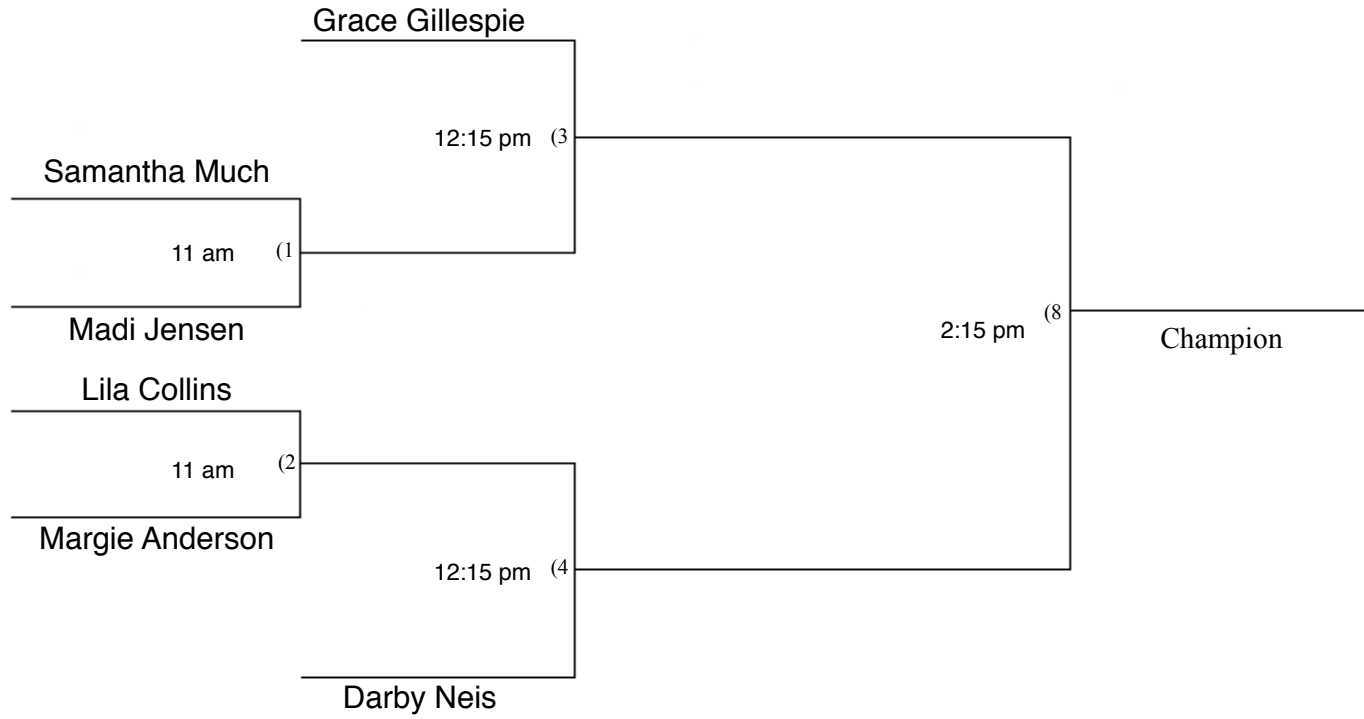 Grace Gillespie
12:15 pm (3
Samantha Much
11 am (1
Madi Jensen
2:15 pm (8
Champion
Lila Collins
11 am (2
Margie Anderson
12:15 pm (4
Darby Neis